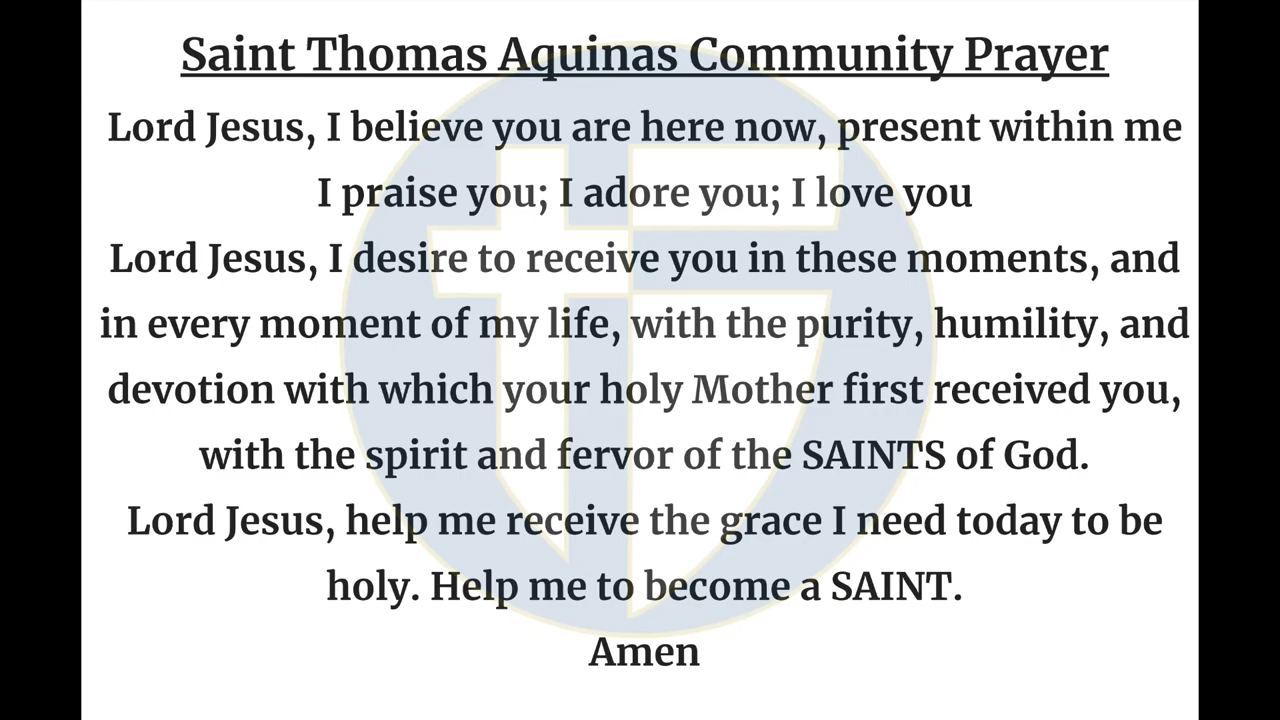 Saint Thomas Aquinas Community Prayer
Lord Jesus, I believe you are here now, present within me
I praise you; I adore you; I love you
Lord Jesus, I desire to receive you in these moments, and
in every moment of my life, with the purity, humility, and
devotion with which your holy Mother first received you,
with the spirit and fervor of the SAINTS of God.
Lord Jesus, help me receive the grace I need today to be
holy. Help me to become a SAINT.
Amen